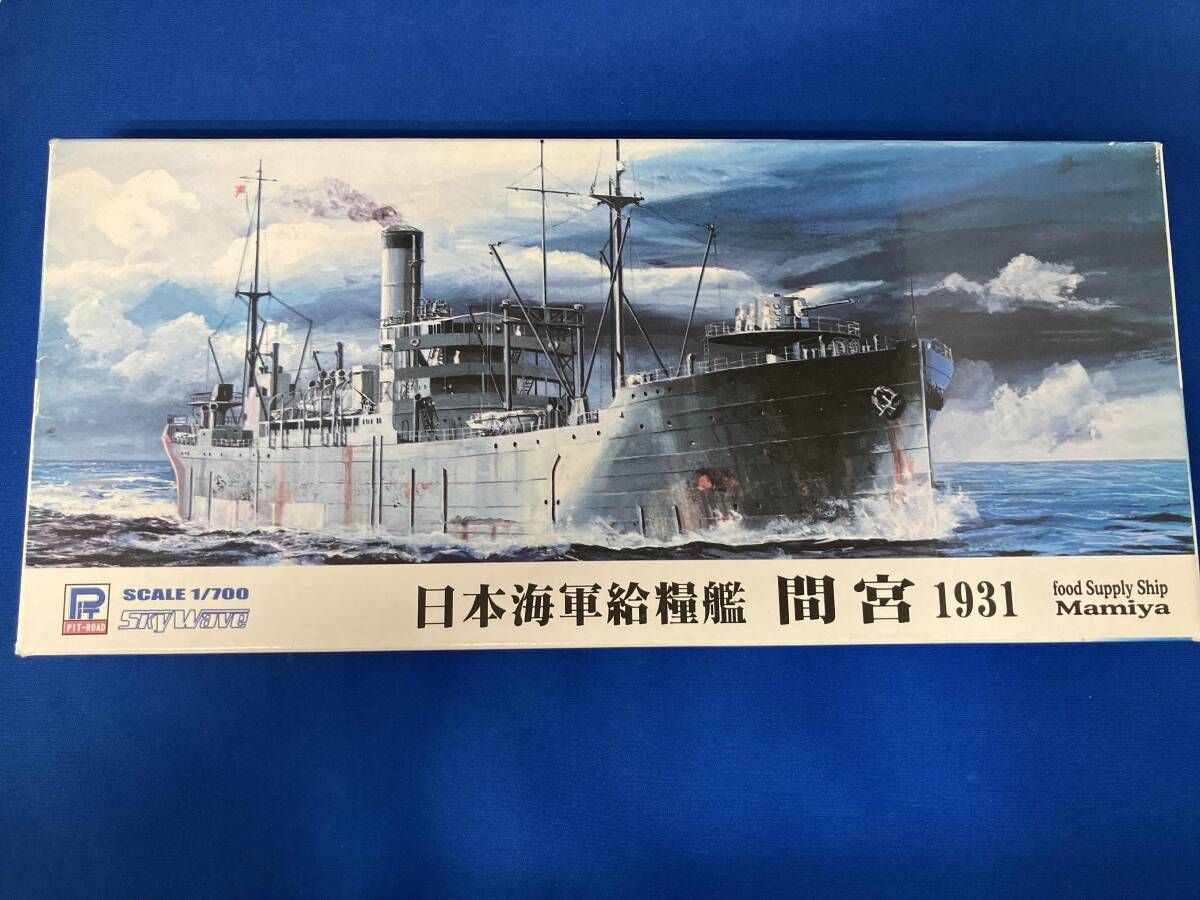 PIT
PIT-ROAD
SCALE 1/700
SKYWAVE
日本海軍給糧艦 間宮 1931
food Supply Ship
Mamiya